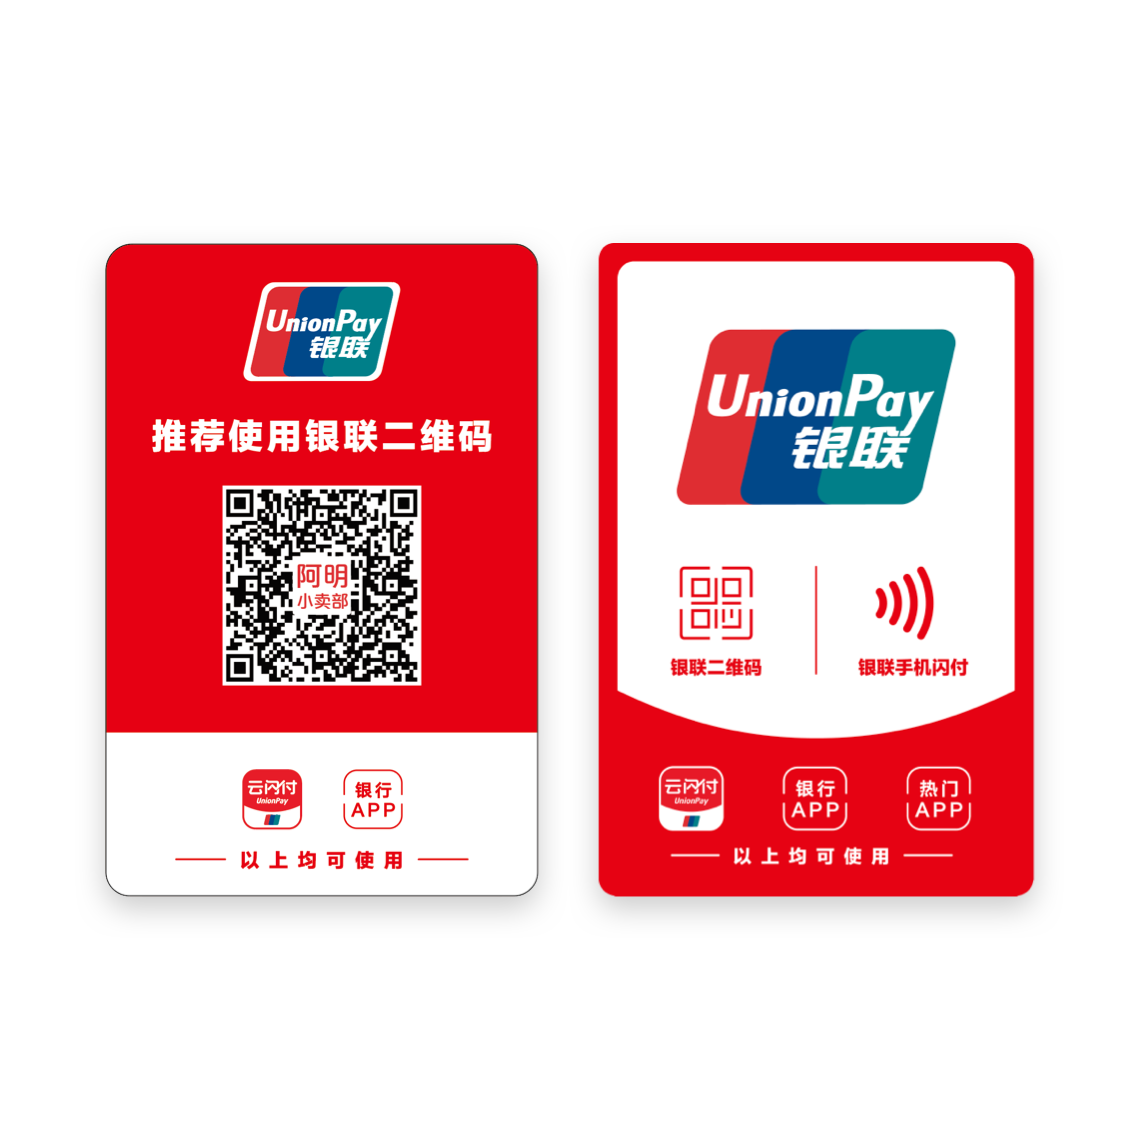 UnionPay
银联
推荐使用银联二维码
阿明
小卖部
云闪付
UnionPay
银行
APP
以上均可使用
UnionPay
银联
银联二维码
银联手机闪付
云闪付
UnionPay
银行
APP
热门
APP
以上均可使用